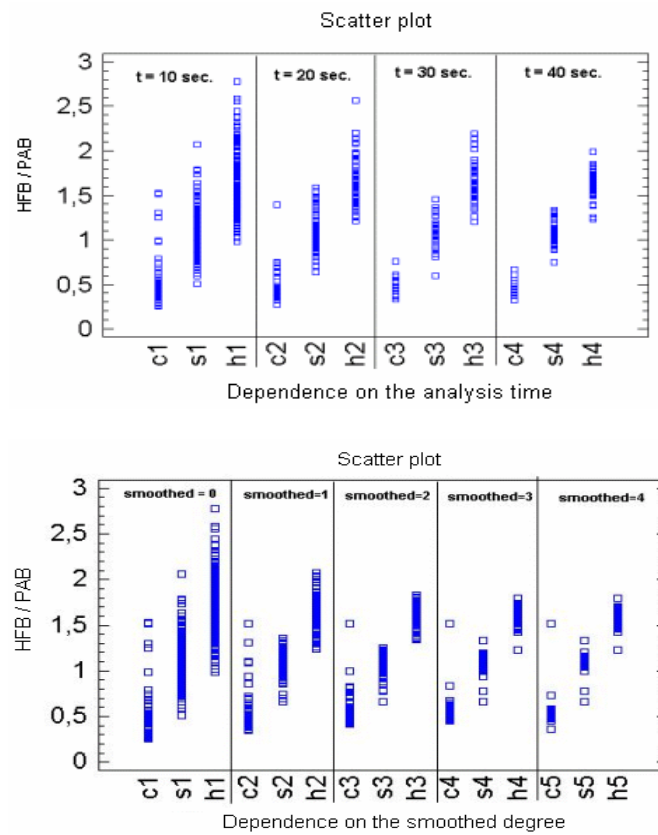 Scatter plot
t = 10 sec. t = 20 sec. t = 30 sec. t = 40 sec.
3
2,5
2
1,5
1
0,5
0
HFB / PAB
c1 s1 h1 c2 s2 h2 c3 s3 h3 c4 s4 h4
Dependence on the analysis time
Scatter plot
smoothed = 0 smoothed=1 smoothed=2 smoothed=3 smoothed=4
3
2,5
2
1,5
1
0,5
0
HFB / PAB
c1 s1 h1 c2 s2 h2 c3 s3 h3 c4 s4 h4 c5 s5 h5
Dependence on the smoothed degree